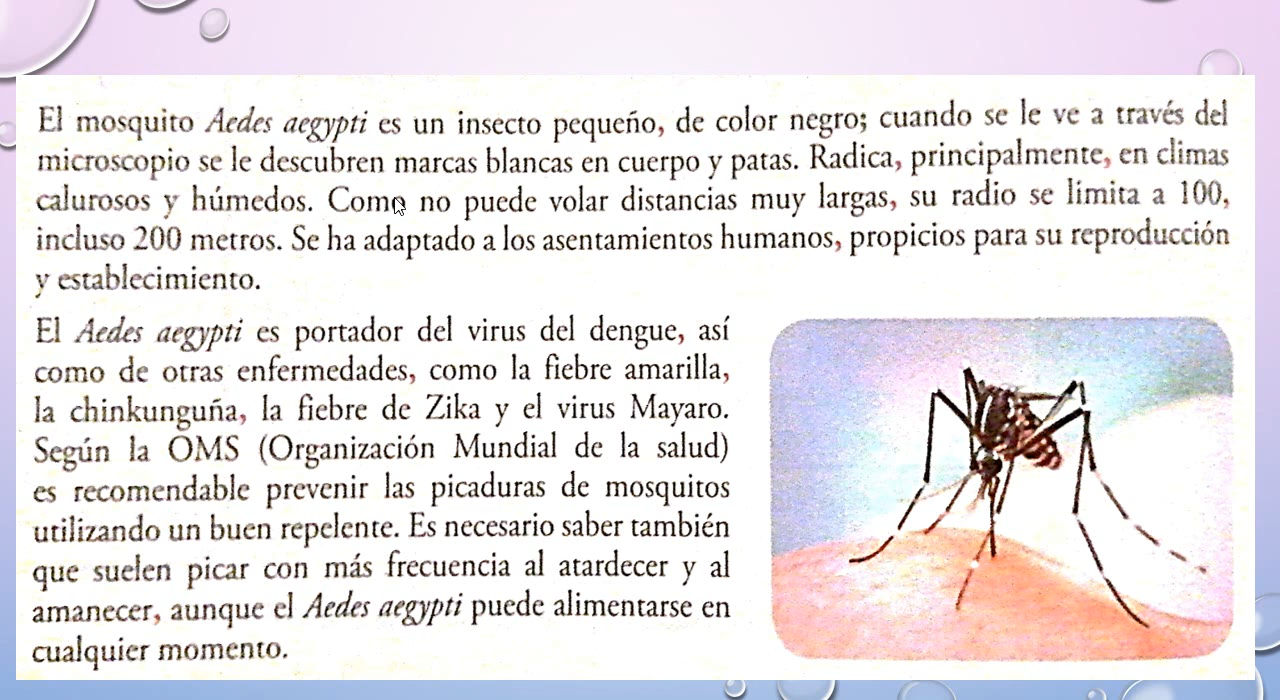 El mosquito Aedes aegypti es un insecto pequeño, de color negro; cuando se le ve a través del
microscopio se le descubren marcas blancas en cuerpo y patas. Radica, principalmente, en climas
calurosos y húmedos. Como no puede volar distancias muy largas, su radio se limita a 100,
incluso 200 metros. Se ha adaptado a los asentamientos humanos, propicios para su reproducción
y establecimiento.
El Aedes aegypti es portador del virus del dengue, así
como de otras enfermedades, como la fiebre amarilla,
la chinkunguña, la fiebre de Zika y el virus Mayaro.
Según la OMS (Organización Mundial de la salud)
es recomendable prevenir las picaduras de mosquitos
utilizando un buen repelente. Es necesario saber también
que suelen picar con más frecuencia al atardecer y al
amanecer, aunque el Aedes aegypti puede alimentarse en
cualquier momento.